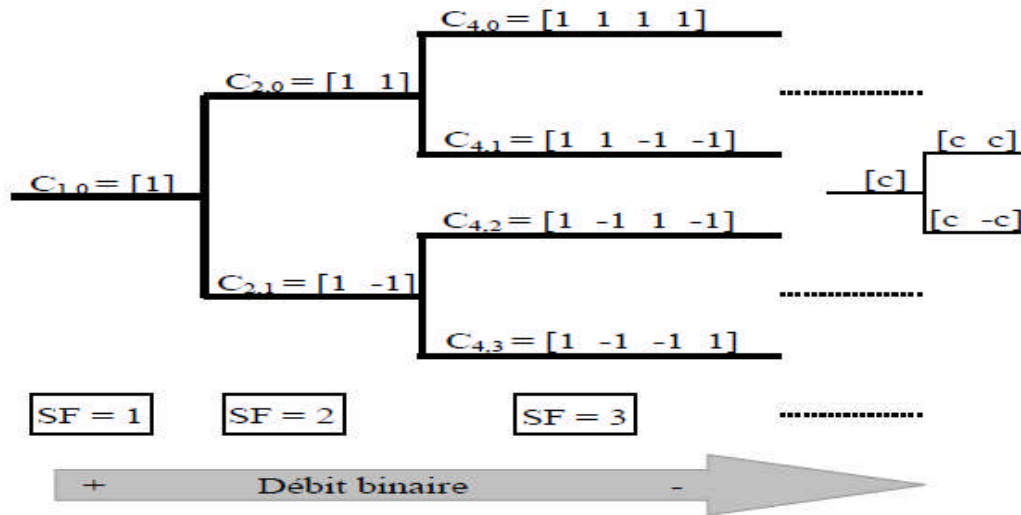 C4,0 = [1 1 1 1]
C2,0 = [1 1]
C4,1 = [1 1 -1 -1]
[c c]
C1,0 = [1]
[c]
C4,2 = [1 -1 1 -1]
[c -c]
C2,1 = [1 -1]
C4,3 = [1 -1 -1 1]
SF = 1 SF = 2 SF = 3
+ Débit binaire -